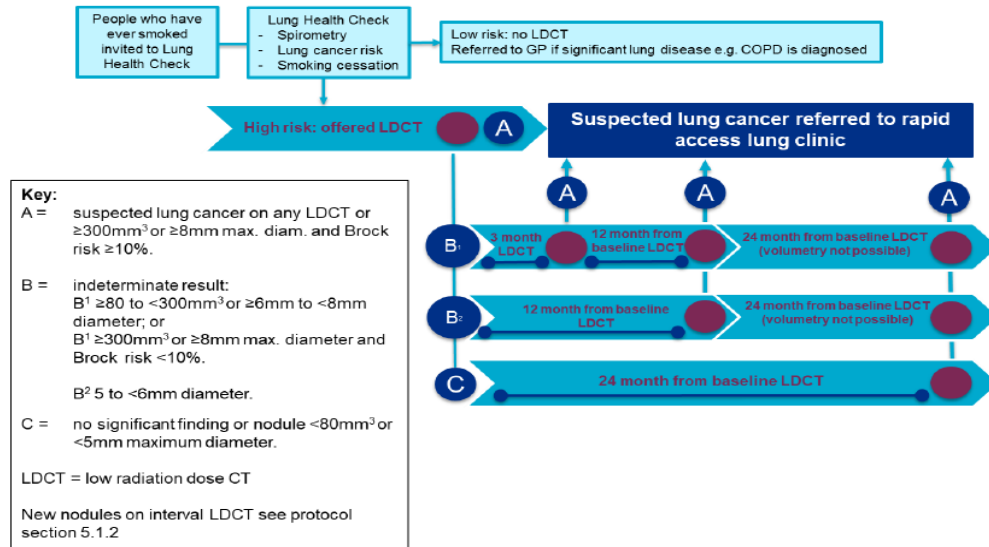 People who have
ever smoked
invited to Lung
Health Check
Lung Health Check
- Spirometry
- Lung cancer risk
- Smoking cessation
Low risk: no LDCT
Referred to GP if significant lung disease e.g. COPD is diagnosed
High risk: offered LDCT
A
Suspected lung cancer referred to rapid
access lung clinic
A
A
A
B1
3 month
LDCT
12 month from
baseline LDCT
24 month from baseline LDCT
(volumetry not possible)
B2
12 month from baseline
LDCT
24 month from baseline LDCT
(volumetry not possible)
C
24 month from baseline LDCT
Key:
A = suspected lung cancer on any LDCT or
≥300mm³ or ≥8mm max. diam. and Brock
risk ≥10%.
B = indeterminate result:
B¹ ≥80 to <300mm³ or ≥6mm to <8mm
diameter; or
B¹ ≥300mm³ or ≥8mm max. diameter and
Brock risk <10%.
B² 5 to <6mm diameter.
C = no significant finding or nodule <80mm³ or
<5mm maximum diameter.
LDCT = low radiation dose CT
New nodules on interval LDCT see protocol
section 5.1.2